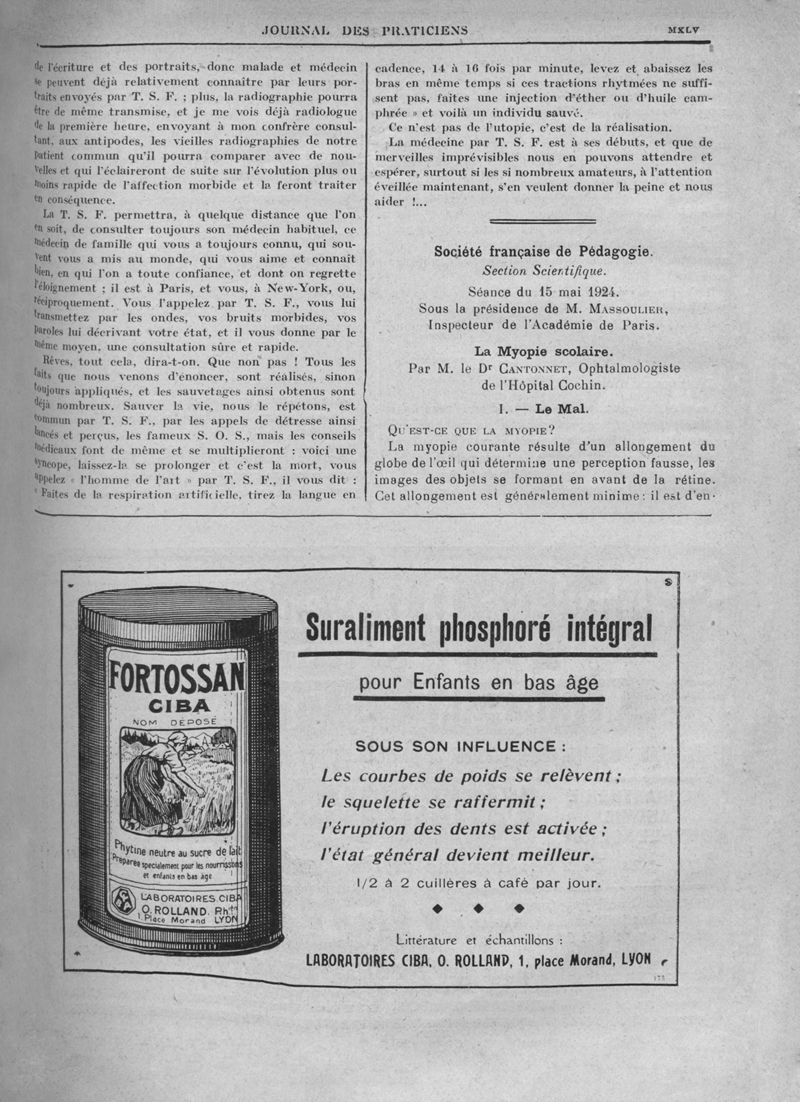 JOURNAL DES PRATICIENS
MXLV
de l'écriture et des portraits, donc malade et médecin
se peuvent déjà relativement connaître par leurs por-
traits envoyés par T. S. F. ; plus, la radiographie pourra
être de même transmise, et je me vois déjà radiologue
de la première heure, envoyant à mon confrère consul-
tant, aux antipodes, les vieilles radiographies de notre
patient commun qu'il pourra comparer avec de nou-
velles et qui l'éclaireront de suite sur l'évolution plus ou
moins rapide de l'affection morbide et la feront traiter
en conséquence.
La T. S. F. permettra, à quelque distance que l'on
en soit, de consulter toujours son médecin habituel, ce
médecin de famille qui vous a toujours connu, qui sou-
vent vous a mis au monde, qui vous aime et connait
bien, en qui l'on a toute confiance, et dont on regrette
l'éloignement ; il est à Paris, et vous, à New-York, ou,
réciproquement. Vous l'appelez par T. S. F., vous lui
transmettez par les ondes, vos bruits morbides, vos
paroles lui décrivant votre état, et il vous donne par le
même moyen, une consultation sûre et rapide.
Rêves, tout cela, dira-t-on. Que non pas ! Tous les
faits que nous venons d'énoncer, sont réalisés, sinon
toujours appliqués, et les sauvetages ainsi obtenus sont
déjà nombreux. Sauver la vie, nous le répétons, est
commun par T. S. F., par les appels de détresse ainsi
lancés et perçus, les fameux S. O. S., mais les conseils
médicaux font de même et se multiplieront : voici une
syncope, laissez-la se prolonger et c'est la mort, vous
appelez « l'homme de l'art » par T. S. F., il vous dit :
« Faites de la respiration artificielle, tirez la langue en
cadence, 14 à 16 fois par minute, levez et abaissez les
bras en même temps si ces tractions rhytmées ne suffi-
sent pas, faites une injection d'éther ou d'huile cam-
phrée » et voilà un individu sauvé.
Ce n'est pas de l'utopie, c'est de la réalisation.
La médecine par T. S. F. est à ses débuts, et que de
merveilles imprévisibles nous en pouvons attendre et
espérer, surtout si les si nombreux amateurs, à l'attention
éveillée maintenant, s'en veulent donner la peine et nous
aider !...
Société française de Pédagogie.
Section Scientifique.
Séance du 15 mai 1924.
Sous la présidence de M. MASSOULIER,
Inspecteur de l'Académie de Paris.
La Myopie scolaire.
Par M. le Dr CANTONNET, Ophtalmologiste
de l'Hôpital Cochin.
I. — Le Mal.
QU'EST-CE QUE LA MYOPIE?
La myopie courante résulte d'un allongement du
globe de l'œil qui détermine une perception fausse, les
images des objets se formant en avant de la rétine.
Cet allongement est généralement minime : il est d'en-
S
FORTOSSAN
CIBA
NOM DÉPOSÉ
Phytine neutre au sucre de lait
Préparée spécialement pour les nourrissons
et enfants en bas âge
LABORATOIRES CIBA
O. ROLLAND. Phen
1 Place Morand LYON
Suraliment phosphoré intégral
pour Enfants en bas âge
SOUS SON INFLUENCE :
Les courbes de poids se relèvent ;
le squelette se raffermit ;
l'éruption des dents est activée ;
l'état général devient meilleur.
1/2 à 2 cuillères à café par jour.
Littérature et échantillons :
LABORATOIRES CIBA, O. ROLLAND, 1, place Morand, LYON